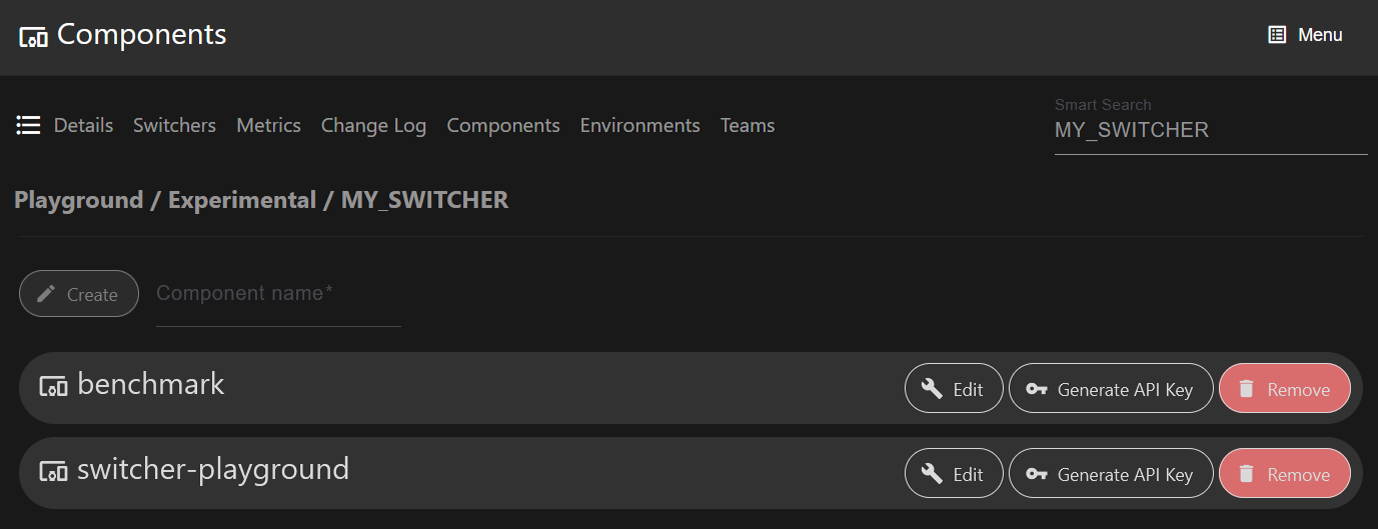 Components
Menu
Details Switchers Metrics Change Log Components Environments Teams
Smart Search
MY_SWITCHER
Playground / Experimental / MY_SWITCHER
Create Component name*
benchmark Edit Generate API Key Remove
switcher-playground Edit Generate API Key Remove